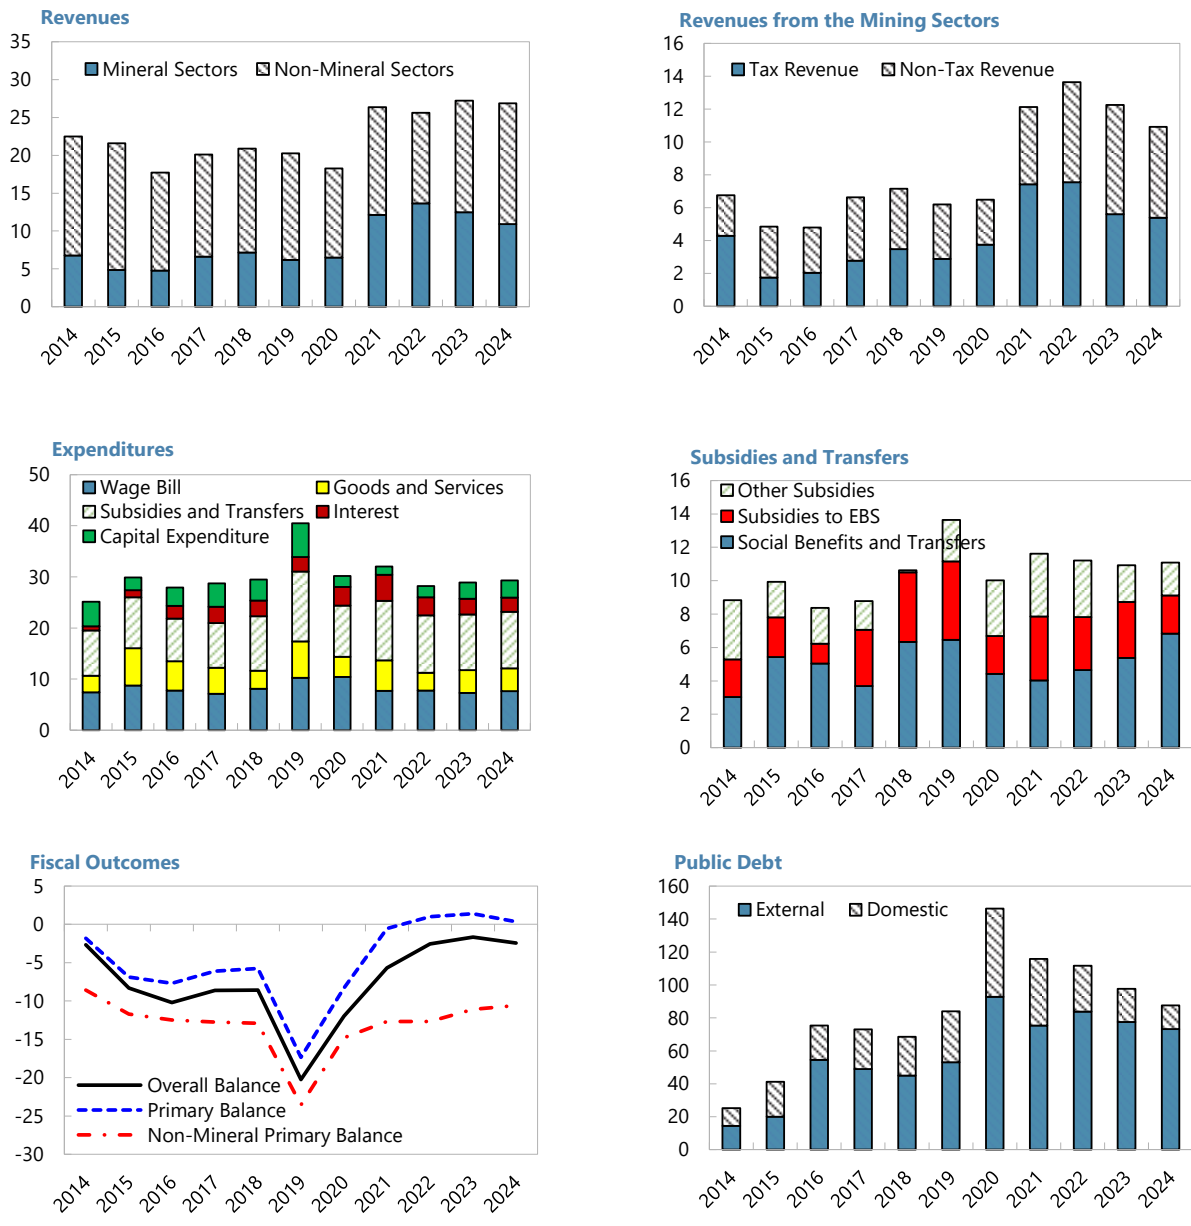 Revenues
35
30
25
20
15
10
5
0
Mineral Sectors Non-Mineral Sectors
2014 2015 2016 2017 2018 2019 2020 2021 2022 2023 2024
Revenues from the Mining Sectors
16
14
12
10
8
6
4
2
0
Tax Revenue Non-Tax Revenue
2014 2015 2016 2017 2018 2019 2020 2021 2022 2023 2024
Expenditures
50
40
30
20
10
0
Wage Bill Goods and Services
Subsidies and Transfers Interest
Capital Expenditure
2014 2015 2016 2017 2018 2019 2020 2021 2022 2023 2024
Subsidies and Transfers
16
14
12
10
8
6
4
2
0
Other Subsidies
Subsidies to EBS
Social Benefits and Transfers
2014 2015 2016 2017 2018 2019 2020 2021 2022 2023 2024
Fiscal Outcomes
5
0
-5
-10
-15
-20
-25
-30
Overall Balance
Primary Balance
Non-Mineral Primary Balance
2014 2015 2016 2017 2018 2019 2020 2021 2022 2023 2024
Public Debt
160
140
120
100
80
60
40
20
0
External Domestic
2014 2015 2016 2017 2018 2019 2020 2021 2022 2023 2024